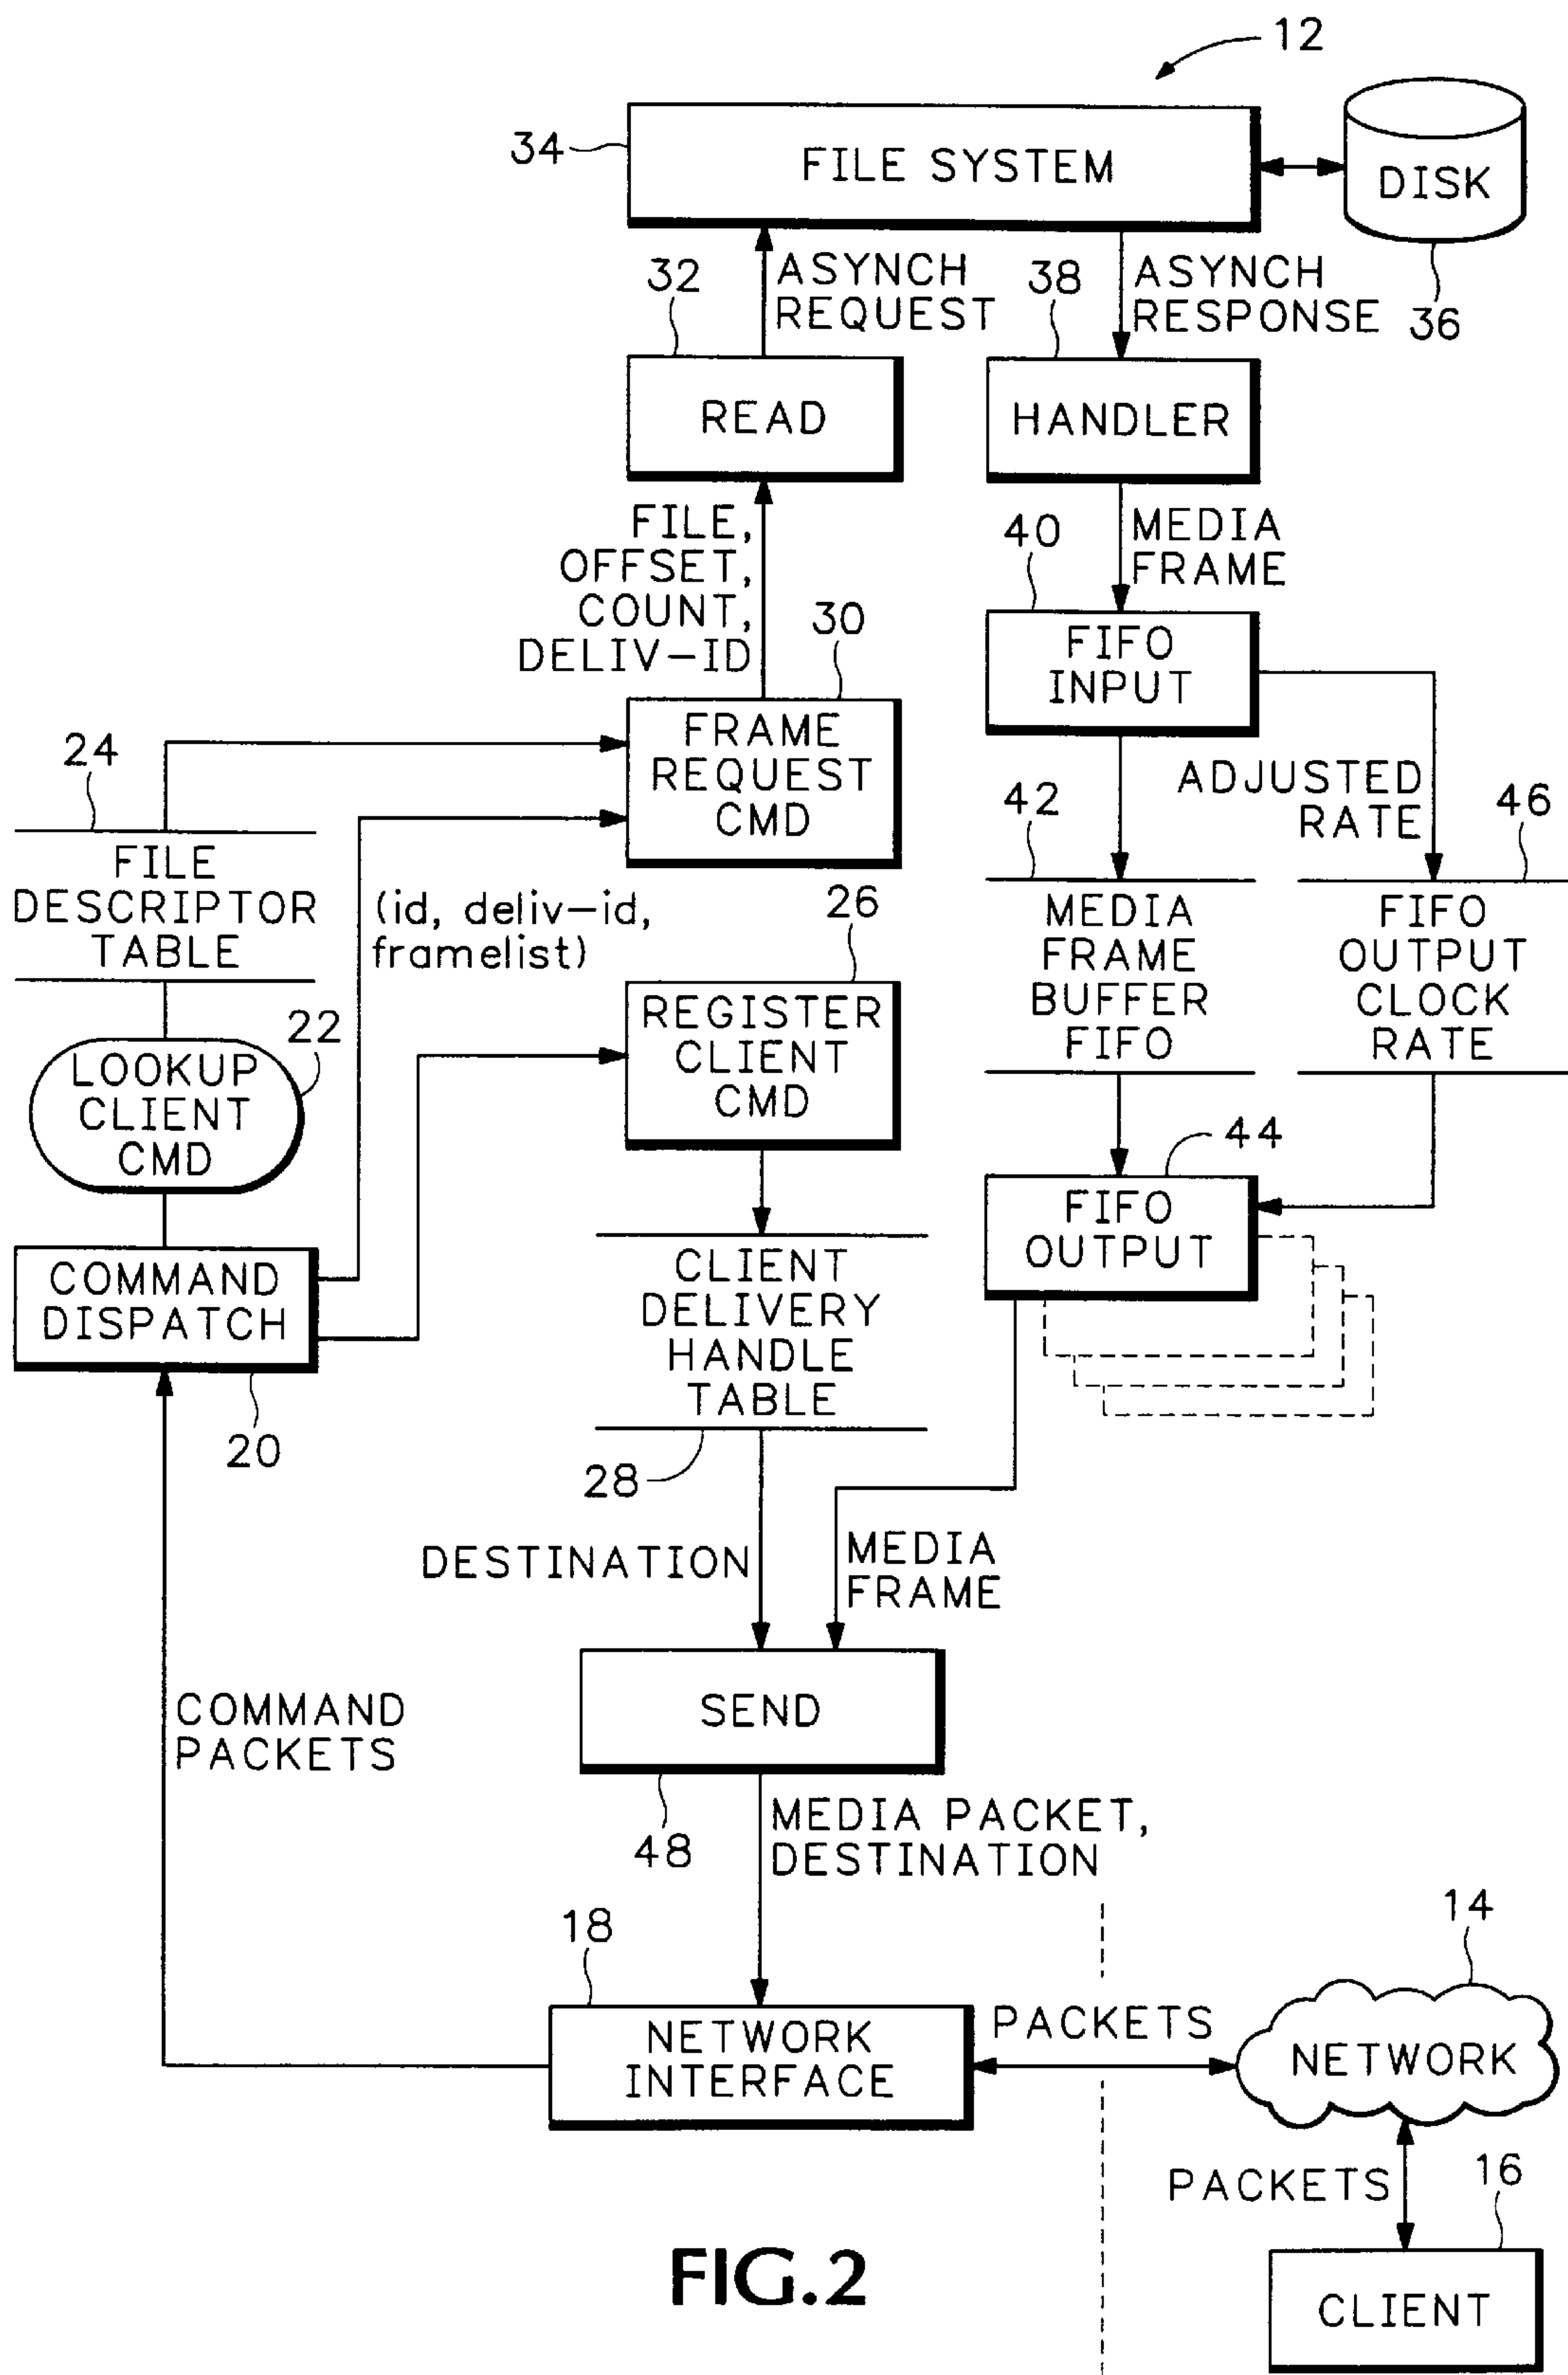 12
34
FILE SYSTEM
DISK
36
32
ASYNCH
REQUEST
38
ASYNCH
RESPONSE
READ
HANDLER
FILE,
OFFSET,
COUNT,
DELIV-ID
40
MEDIA
FRAME
30
FIFO
INPUT
24
FRAME
REQUEST
CMD
42
ADJUSTED
RATE
46
FILE
DESCRIPTOR
TABLE
(id, deliv-id,
framelist)
26
MEDIA
FRAME
BUFFER
FIFO
FIFO
OUTPUT
CLOCK
RATE
22
LOOKUP
CLIENT
CMD
REGISTER
CLIENT
CMD
44
FIFO
OUTPUT
COMMAND
DISPATCH
20
CLIENT
DELIVERY
HANDLE
TABLE
28
DESTINATION
MEDIA
FRAME
COMMAND
PACKETS
SEND
48
MEDIA PACKET,
DESTINATION
18
NETWORK
INTERFACE
PACKETS
14
NETWORK
PACKETS
16
CLIENT
FIG.2